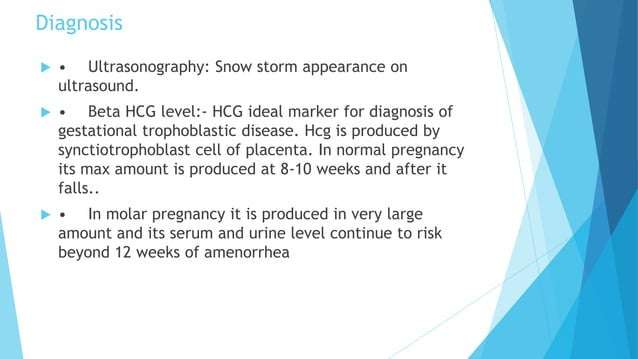 Diagnosis
• Ultrasonography: Snow storm appearance on
ultrasound.
• Beta HCG level:- HCG ideal marker for diagnosis of
gestational trophoblastic disease. Hcg is produced by
synctiotrophoblast cell of placenta. In normal pregnancy
its max amount is produced at 8-10 weeks and after it
falls..
• In molar pregnancy it is produced in very large
amount and its serum and urine level continue to risk
beyond 12 weeks of amenorrhea